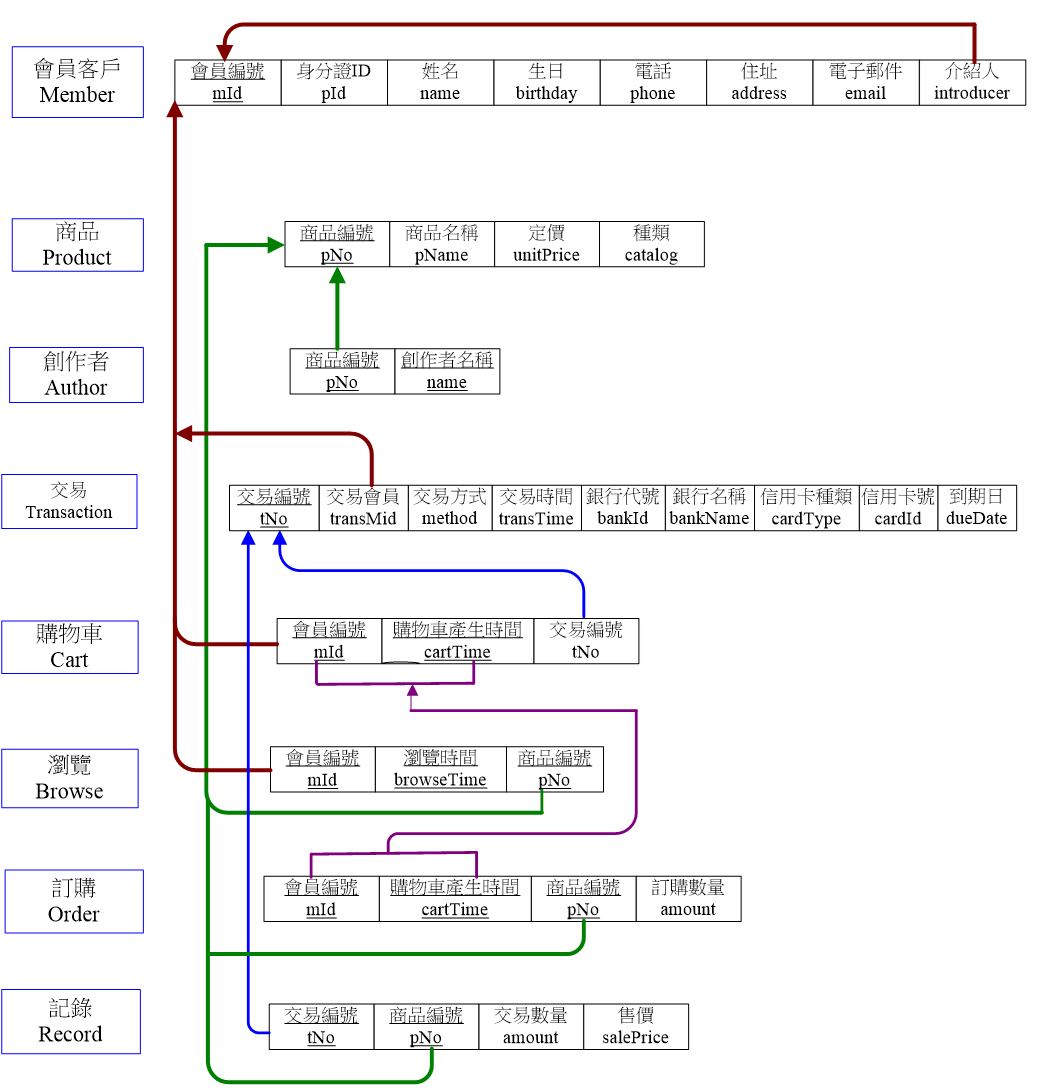 會員客戶
Member
會員編號 身分證ID 姓名 生日 電話 住址 電子郵件 介紹人
mId pId name birthday phone address email introducer
商品
Product
商品編號 商品名稱 定價 種類
pNo pName unitPrice catalog
創作者
Author
商品編號 創作者名稱
pNo name
交易
Transaction
交易編號 交易會員 交易方式 交易時間 銀行代號 銀行名稱 信用卡種類 信用卡號 到期日
tNo transMid method transTime bankId bankName cardType cardId dueDate
購物車
Cart
會員編號 購物車產生時間 交易編號
mId cartTime tNo
瀏覽
Browse
會員編號 瀏覽時間 商品編號
mId browseTime pNo
訂購
Order
會員編號 購物車產生時間 商品編號 訂購數量
mId cartTime pNo amount
記錄
Record
交易編號 商品編號 交易數量 售價
tNo pNo amount salePrice